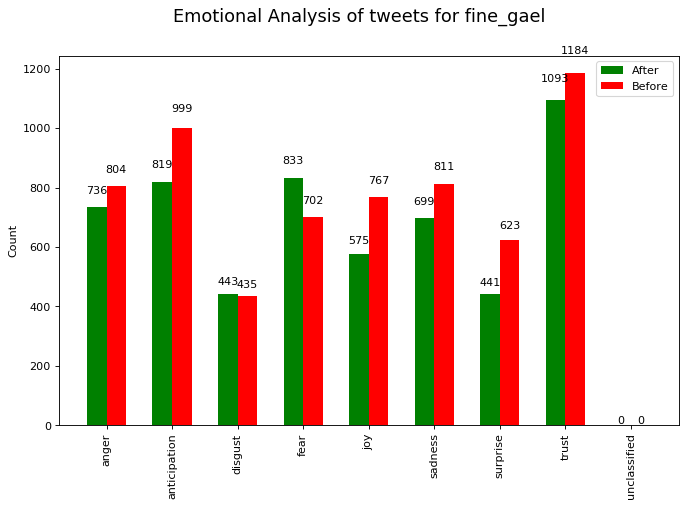 Emotional Analysis of tweets for fine_gael
After
Before
Count
1200
1000
800
600
400
200
0
736 804
819 999
443 435
833 702
575 767
699 811
441 623
1093 1184
0 0
anger
anticipation
disgust
fear
joy
sadness
surprise
trust
unclassified